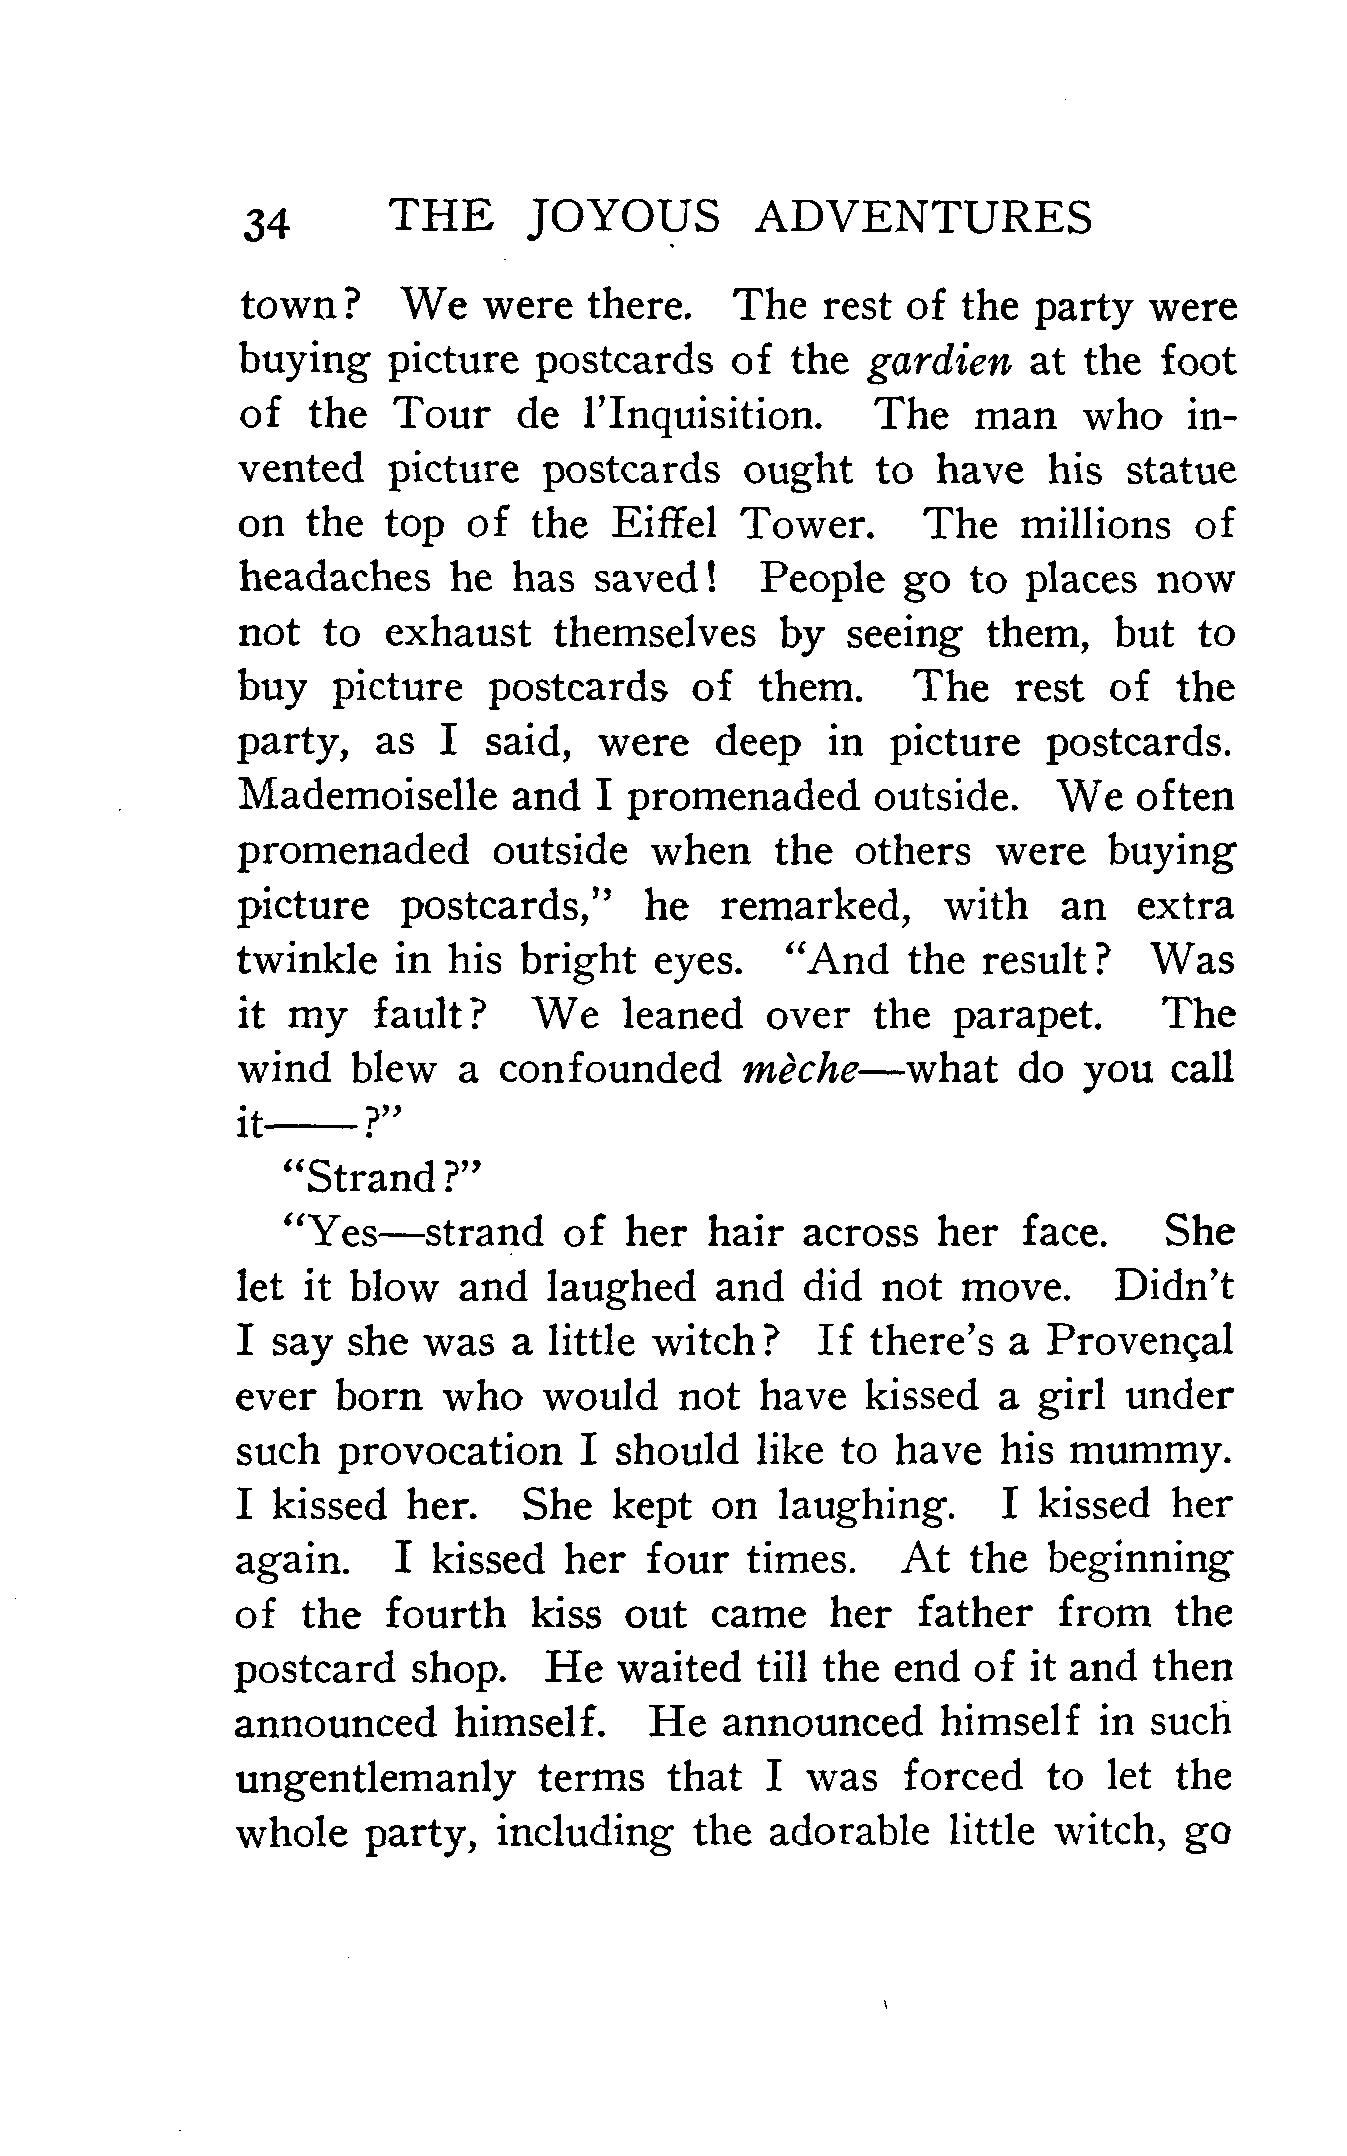 34 THE JOYOUS ADVENTURES
town? We were there. The rest of the party were
buying picture postcards of the gardien at the foot
of the Tour de l'Inquisition. The man who in-
vented picture postcards ought to have his statue
on the top of the Eiffel Tower. The millions of
headaches he has saved! People go to places now
not to exhaust themselves by seeing them, but to
buy picture postcards of them. The rest of the
party, as I said, were deep in picture postcards.
Mademoiselle and I promenaded outside. We often
promenaded outside when the others were buying
picture postcards," he remarked, with an extra
twinkle in his bright eyes. "And the result? Was
it my fault? We leaned over the parapet. The
wind blew a confounded mèche—what do you call
it——?"
"Strand?"
"Yes—strand of her hair across her face. She
let it blow and laughed and did not move. Didn't
I say she was a little witch? If there's a Provençal
ever born who would not have kissed a girl under
such provocation I should like to have his mummy.
I kissed her. She kept on laughing. I kissed her
again. I kissed her four times. At the beginning
of the fourth kiss out came her father from the
postcard shop. He waited till the end of it and then
announced himself. He announced himself in such
ungentlemanly terms that I was forced to let the
whole party, including the adorable little witch, go